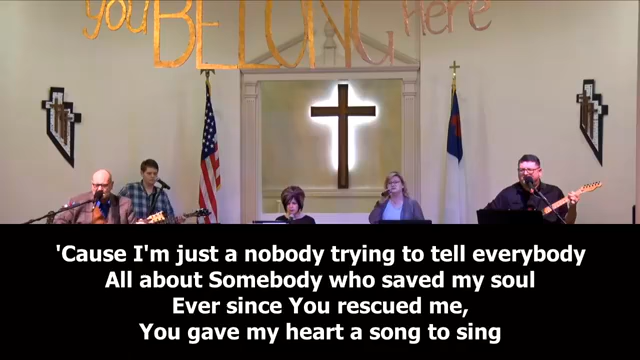 you BELONG Here
'Cause I'm just a nobody trying to tell everybody
All about Somebody who saved my soul
Ever since You rescued me,
You gave my heart a song to sing